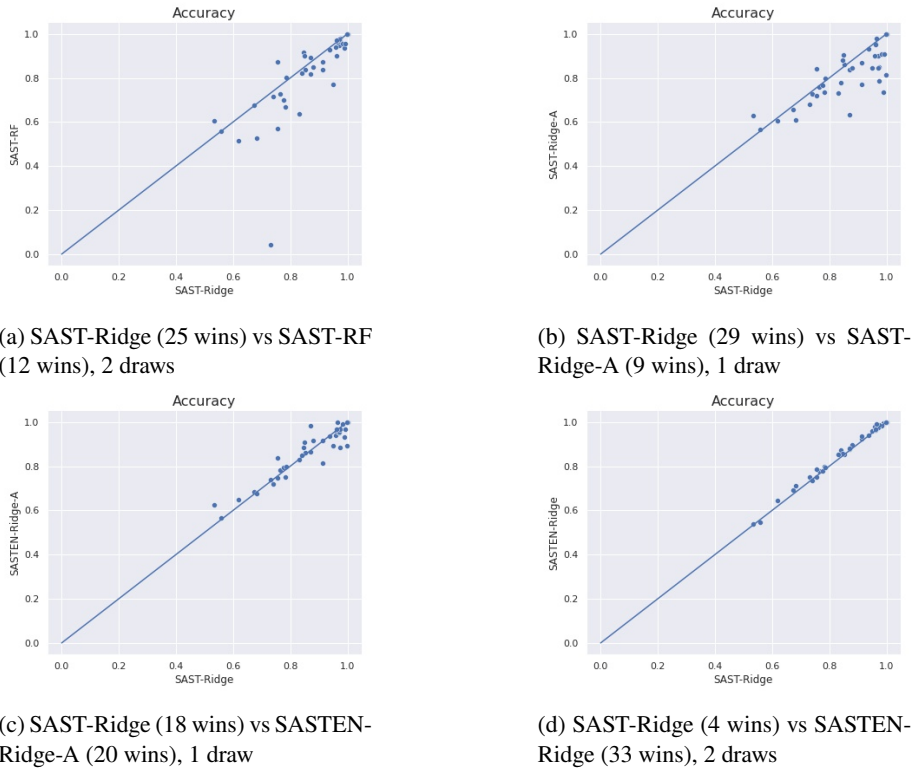 Accuracy
1.0
0.8
0.6
0.4
0.2
0.0
SAST-RF
0.0 0.2 0.4 0.6 0.8 1.0
SAST-Ridge
(a) SAST-Ridge (25 wins) vs SAST-RF
(12 wins), 2 draws
Accuracy
1.0
0.8
0.6
0.4
0.2
0.0
SAST-Ridge-A
0.0 0.2 0.4 0.6 0.8 1.0
SAST-Ridge
(b) SAST-Ridge (29 wins) vs SAST-
Ridge-A (9 wins), 1 draw
Accuracy
1.0
0.8
0.6
0.4
0.2
0.0
SASTEN-Ridge-A
0.0 0.2 0.4 0.6 0.8 1.0
SAST-Ridge
(c) SAST-Ridge (18 wins) vs SASTEN-
Ridge-A (20 wins), 1 draw
Accuracy
1.0
0.8
0.6
0.4
0.2
0.0
SASTEN-Ridge
0.0 0.2 0.4 0.6 0.8 1.0
SAST-Ridge
(d) SAST-Ridge (4 wins) vs SASTEN-
Ridge (33 wins), 2 draws